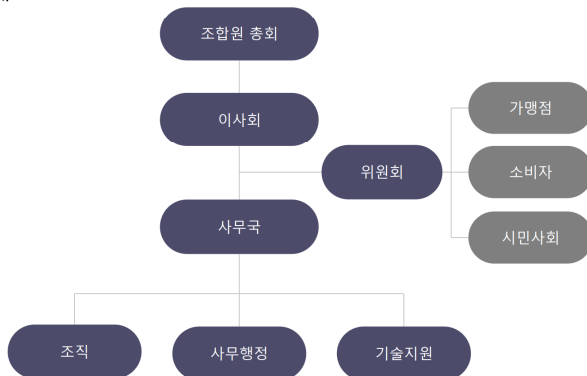 조합원 총회
이사회
가맹점
위원회
소비자
사무국
시민사회
조직
사무행정
기술지원